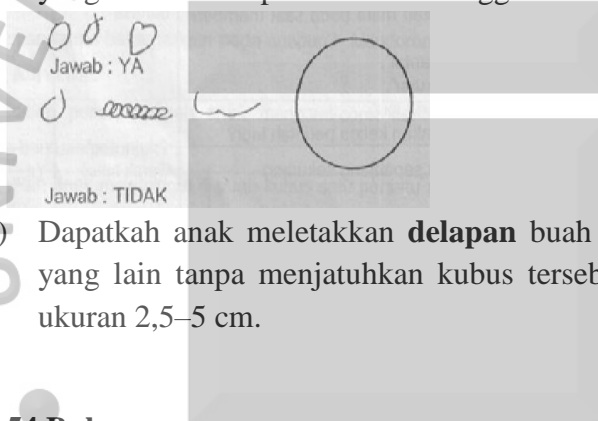 Jawab : YA
Jawab : TIDAK
) Dapatkah anak meletakkan delapan buah
yang lain tanpa menjatuhkan kubus terseb
ukuran 2,5–5 cm.